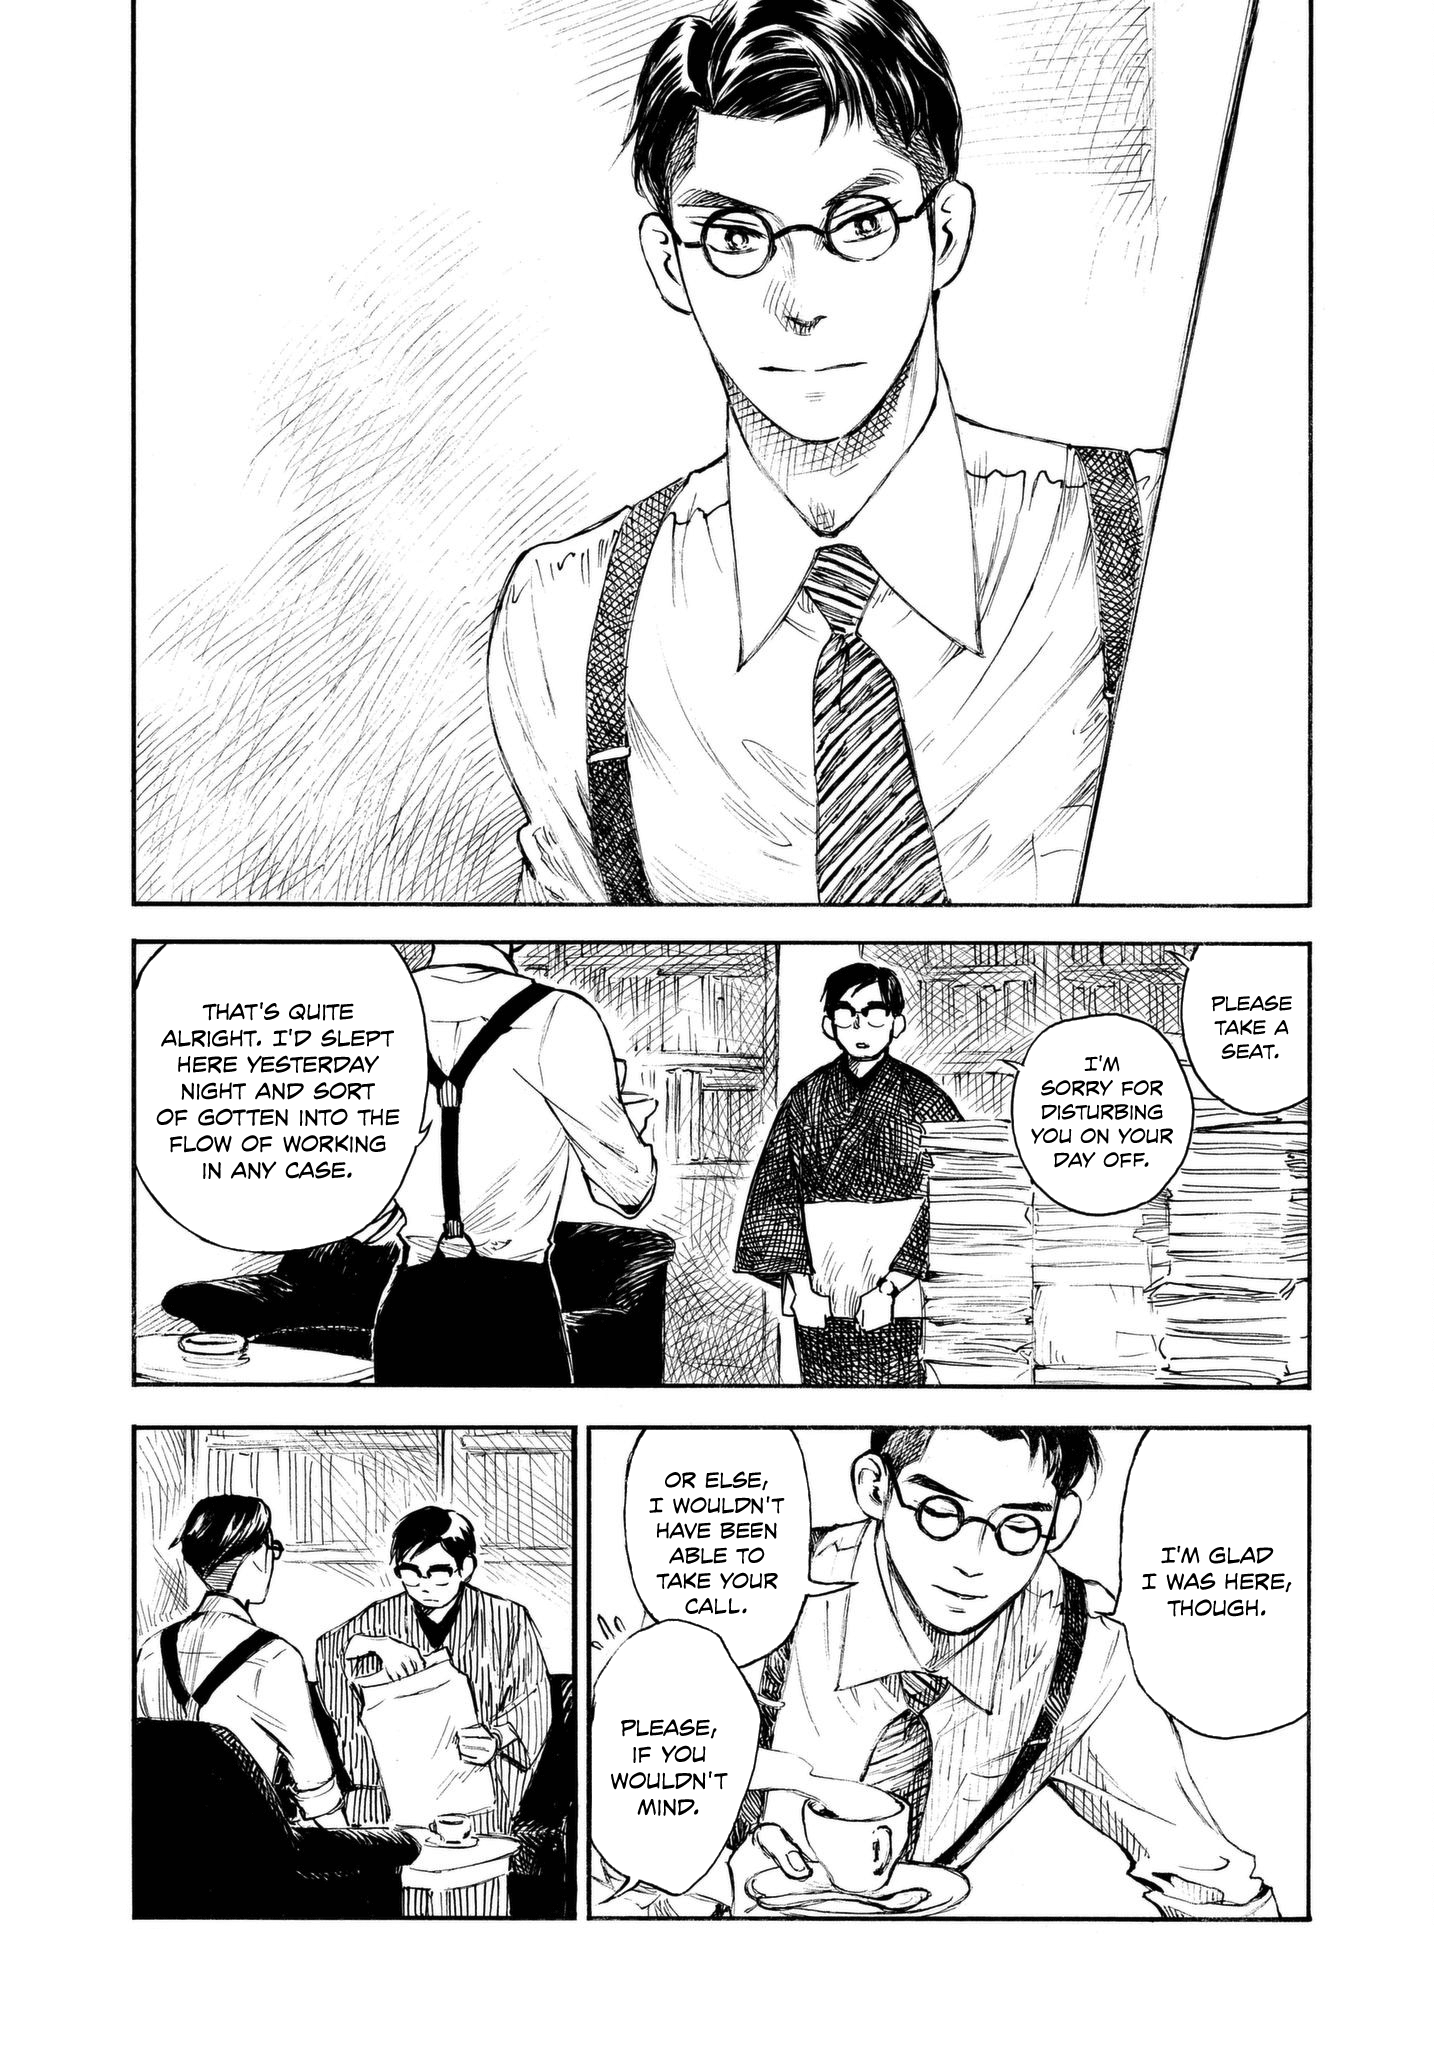 PLEASE
TAKE A
SEAT.
I'M
SORRY FOR
DISTURBING
YOU ON YOUR
DAY OFF.
THAT'S QUITE
ALRIGHT. I'D SLEPT
HERE YESTERDAY
NIGHT AND SORT
OF GOTTEN INTO THE
FLOW OF WORKING
IN ANY CASE.
I'M GLAD
I WAS HERE,
THOUGH.
OR ELSE,
I WOULDN'T
HAVE BEEN
ABLE TO
TAKE YOUR
CALL.
PLEASE,
IF YOU
WOULDN'T
MIND.